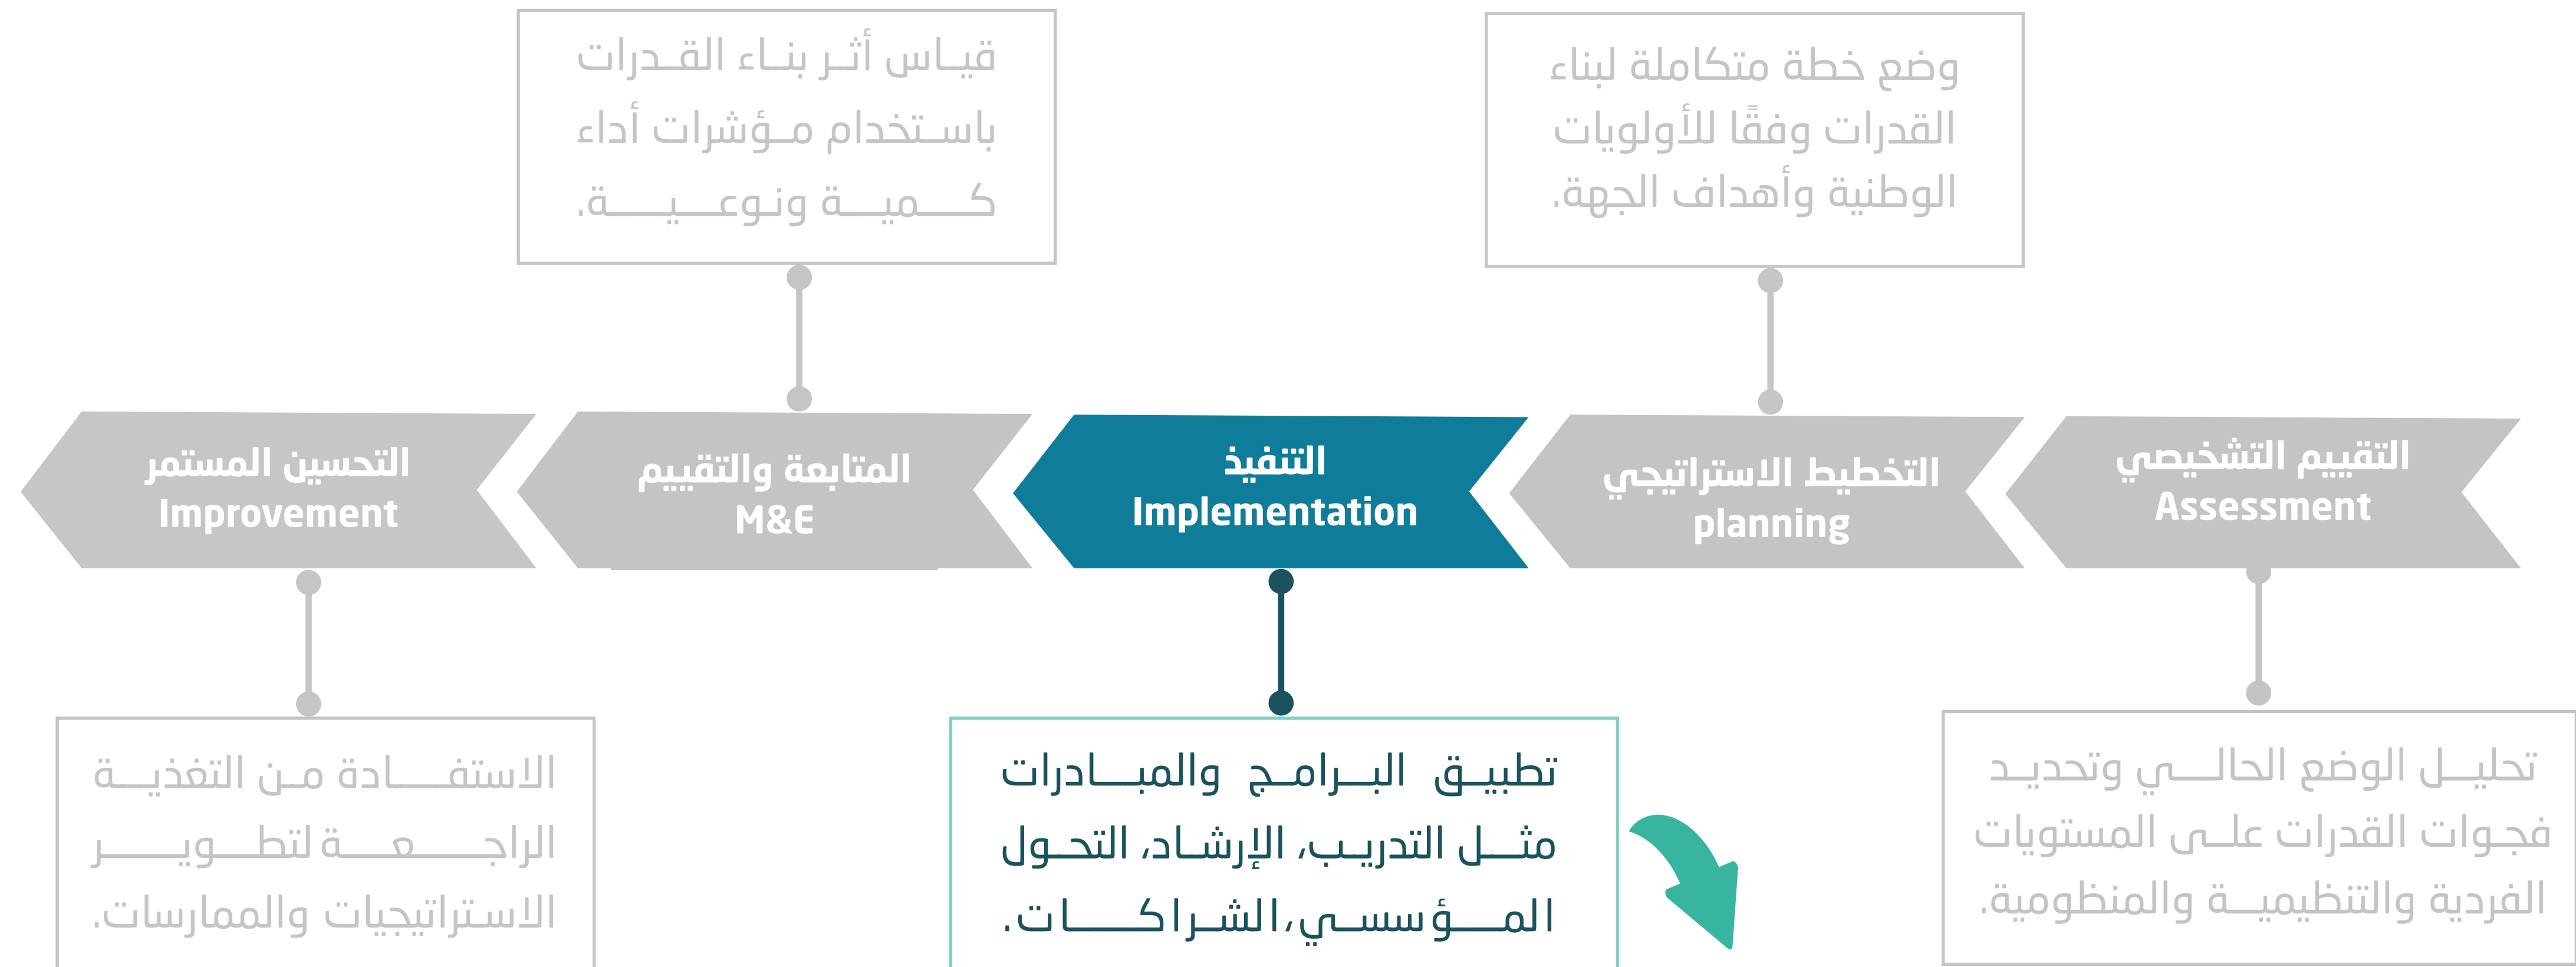 التقييم التشخيصي
Assessment
تحليل الوضع الحالي وتحديد
فجوات القدرات على المستويات
الفردية والتنظيمية والمنظومية.
وضع خطة متكاملة لبناء
القدرات وفقًا للأولويات
الوطنية وأهداف الجهة.
التخطيط الاستراتيجي
planning
التنفيذ
Implementation
تطبيق البرامج والمبادرات
مثل التدريب، الإرشاد، التحول
المؤسسي،الشراكات.
قياس أثر بناء القدرات
باستخدام مؤشرات أداء
كمية ونوعية.
المتابعة والتقييم
M&E
التحسين المستمر
Improvement
الاستفادة من التغذية
الراجعة لتطوير
الاستراتيجيات والممارسات.